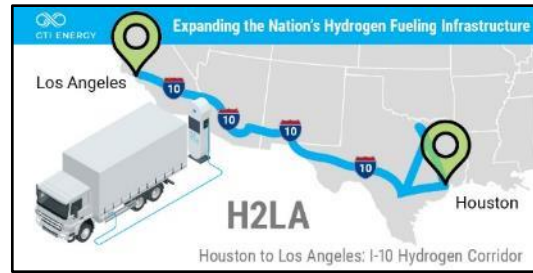 GTI ENERGY
Expanding the Nation's Hydrogen Fueling Infrastructure
Los Angeles
10
10
10
10
Houston
H2LA
Houston to Los Angeles: I-10 Hydrogen Corridor